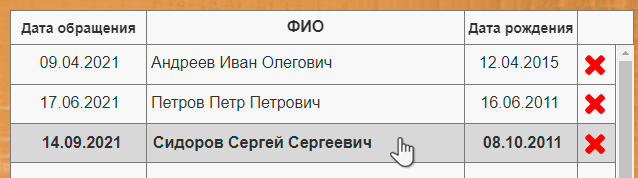 Дата обращения ФИО Дата рождения
09.04.2021 Андреев Иван Олегович 12.04.2015
17.06.2021 Петров Петр Петрович 16.06.2011
14.09.2021 Сидоров Сергей Сергеевич 08.10.2011